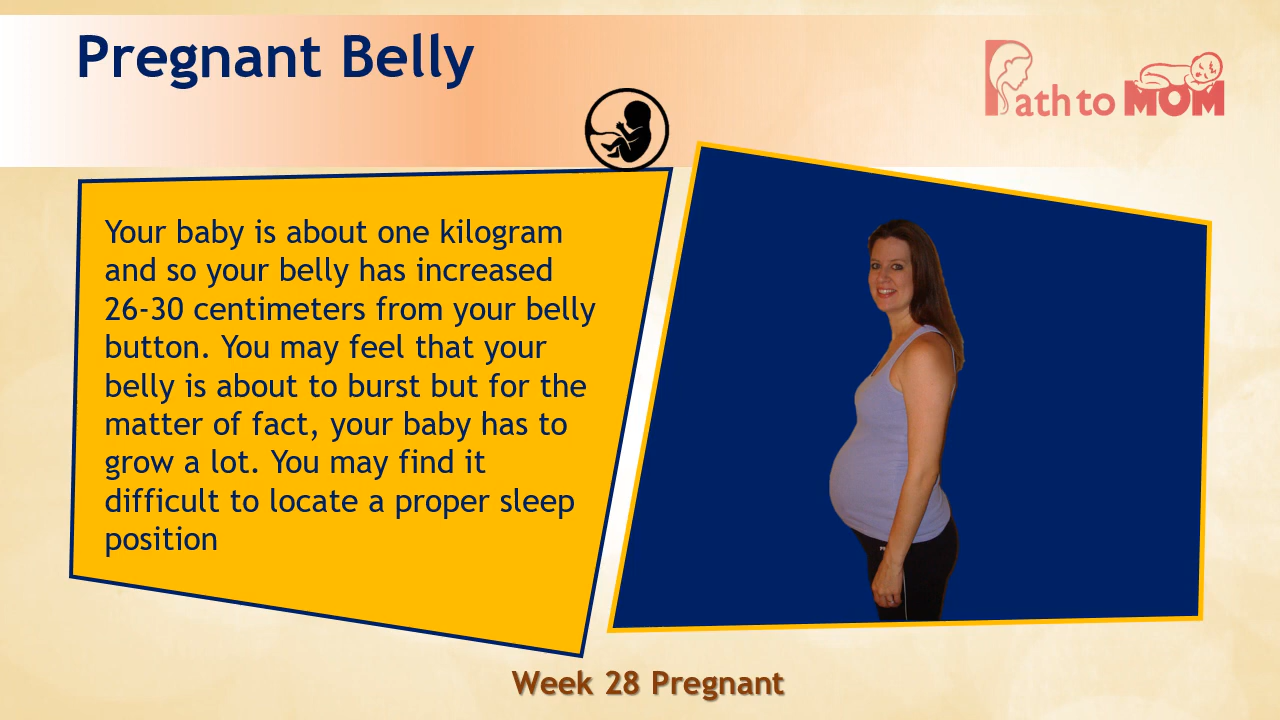 Pregnant Belly
Path to MOM
Your baby is about one kilogram
and so your belly has increased
26-30 centimeters from your belly
button. You may feel that your
belly is about to burst but for the
matter of fact, your baby has to
grow a lot. You may find it
difficult to locate a proper sleep
position
Week 28 Pregnant